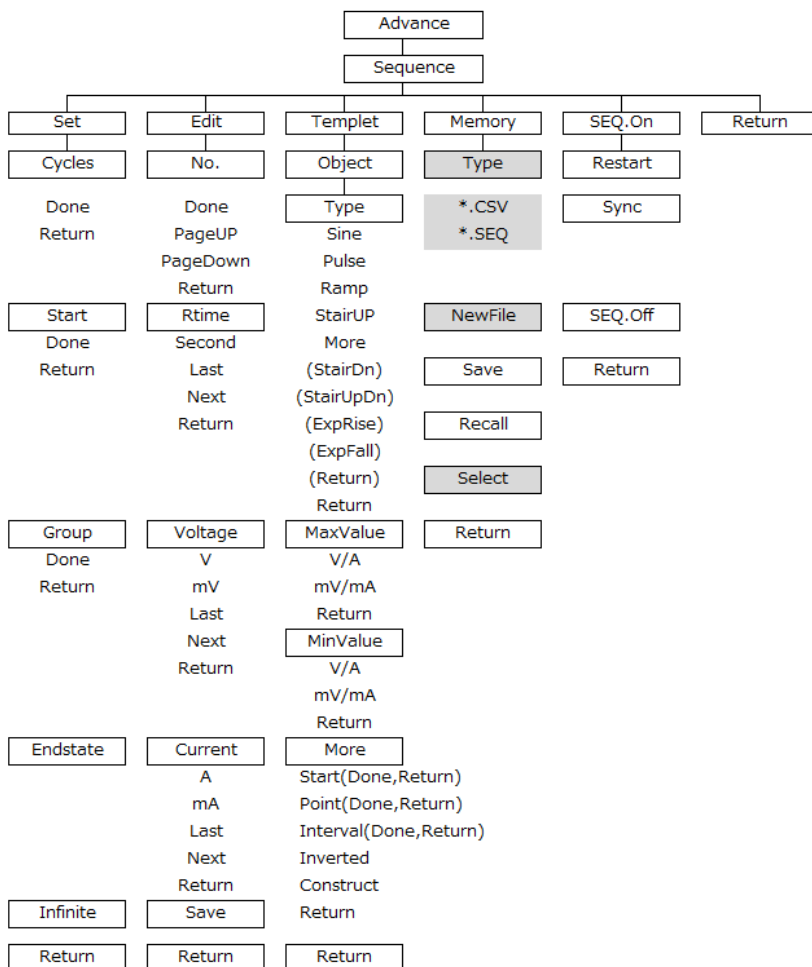 Advance
Sequence
Set Edit Templet Memory SEQ.On Return
Cycles No. Object Type Restart
Done Done Type *.CSV Sync
Return PageUP Sine *.SEQ
PageDown Pulse
Return Ramp
Start Rtime StairUP NewFile SEQ.Off
Done Second More
Return Last (StairDn) Save Return
Next (StairUpDn)
Return (ExpRise) Recall
(ExpFall)
(Return) Select
Return
Group Voltage MaxValue Return
Done V V/A
Return mV mV/mA
Last Return
Next MinValue
Return V/A
mV/mA
Return
Endstate Current More
A Start(Done,Return)
mA Point(Done,Return)
Last Interval(Done,Return)
Next Inverted
Return Construct
Infinite Save Return
Return Return Return